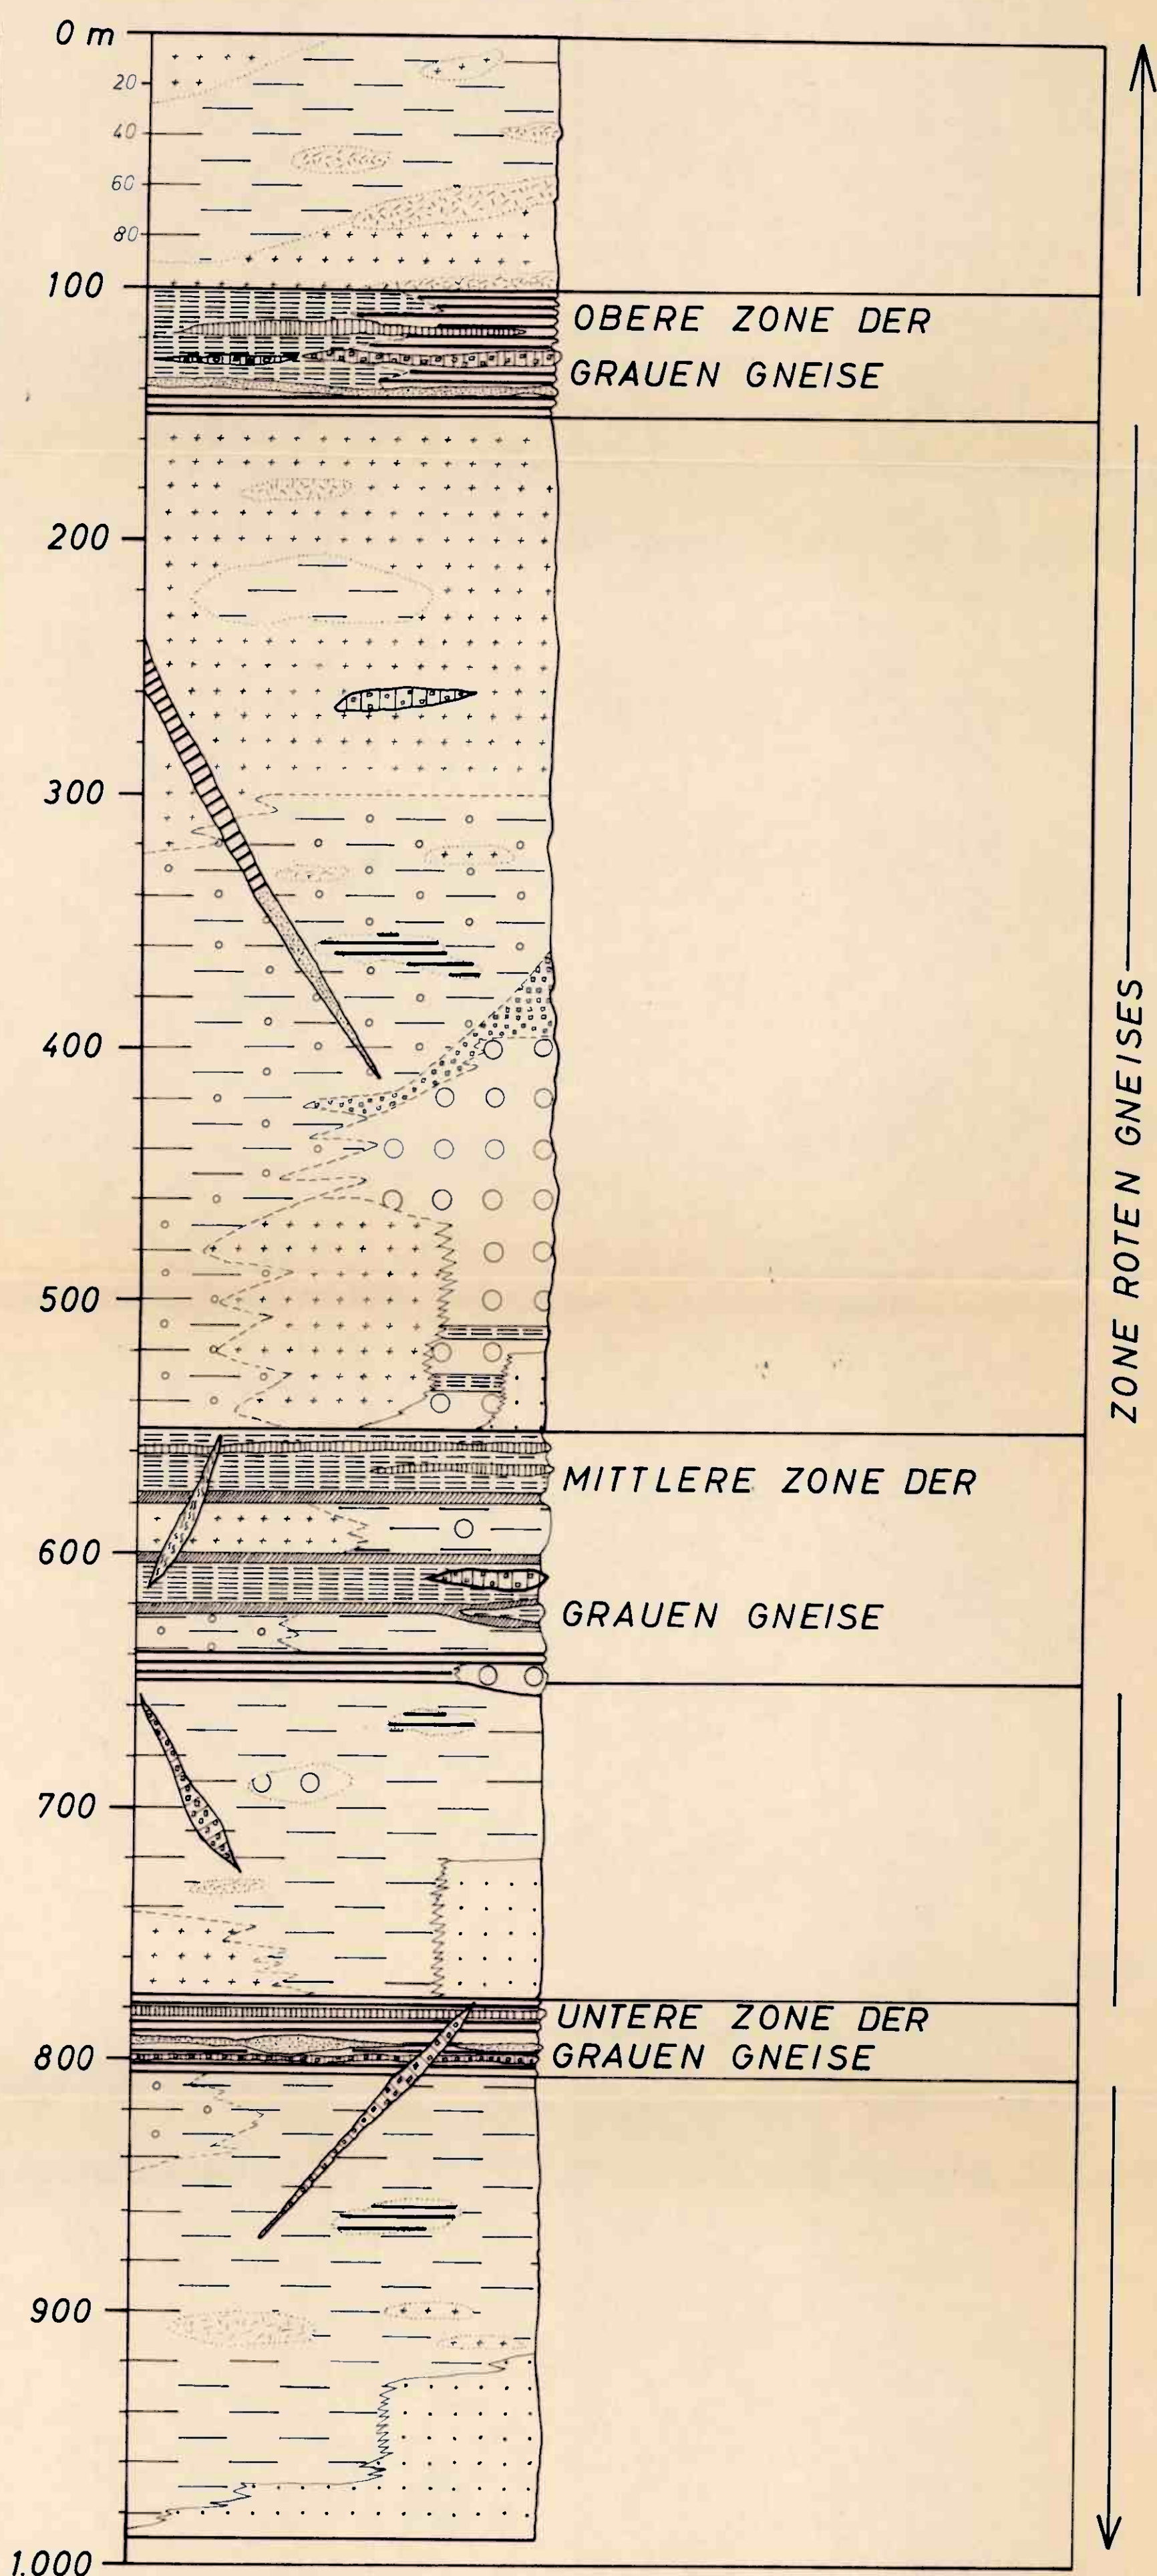 0 m
20
40
60
80
100
OBERE ZONE DER
GRAUEN GNEISE
200
300
400
500
ZONE ROTEN GNEISES
MITTLERE ZONE DER
600
GRAUEN GNEISE
700
UNTERE ZONE DER
800
GRAUEN GNEISE
900
1.000